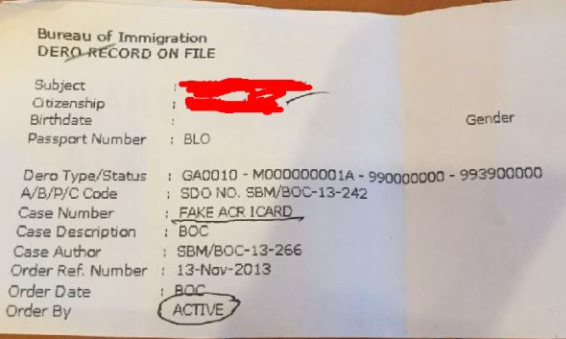 Bureau of Immigration
DERO RECORD ON FILE
Subject :
Citizenship :
Birthdate : Gender
Passport Number : BLO
Dero Type/Status : GA0010 - M000000001A - 990000000 - 993900000
A/B/P/C Code : SDO NO. SBM/BOC-13-242
Case Number : FAKE ACR ICARD
Case Description : BOC
Case Author : SBM/BOC-13-266
Order Ref. Number : 13-Nov-2013
Order Date : BOC
Order By : ACTIVE